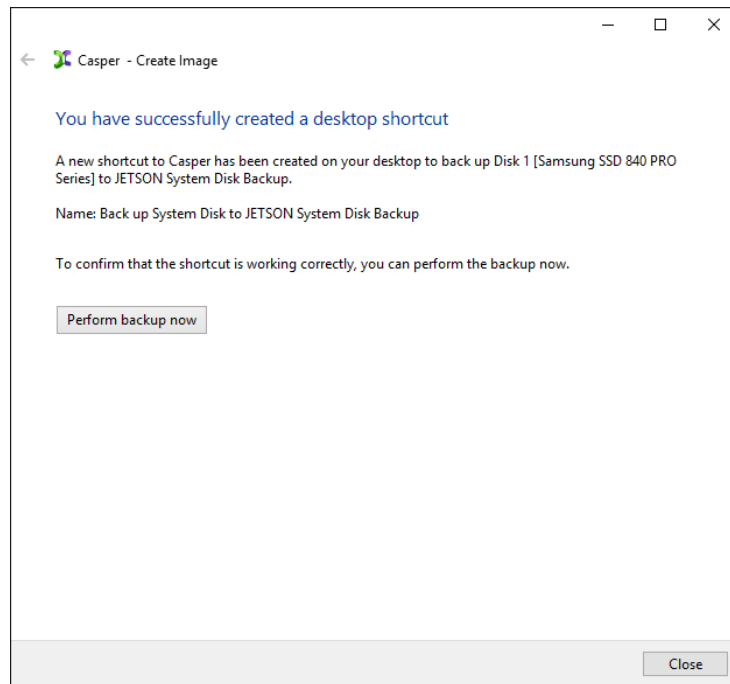 Casper - Create Image
You have successfully created a desktop shortcut
A new shortcut to Casper has been created on your desktop to back up Disk 1 [Samsung SSD 840 PRO
Series] to JETSON System Disk Backup.
Name: Back up System Disk to JETSON System Disk Backup
To confirm that the shortcut is working correctly, you can perform the backup now.
Perform backup now
Close